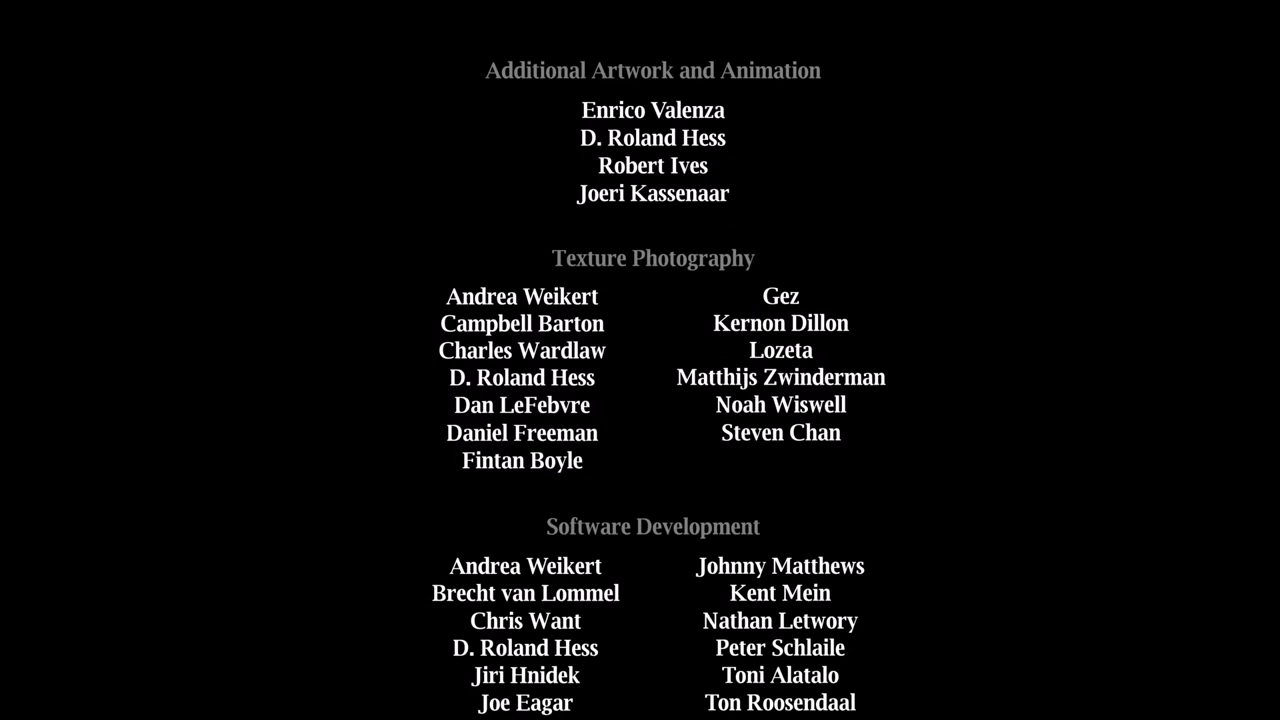 Additional Artwork and Animation
Enrico Valenza
D. Roland Hess
Robert Ives
Joeri Kassenaar
Texture Photography
Andrea Weikert
Campbell Barton
Charles Wardlaw
D. Roland Hess
Dan LeFebvre
Daniel Freeman
Fintan Boyle
Gez
Kernon Dillon
Lozeta
Matthijs Zwinderman
Noah Wiswell
Steven Chan
Software Development
Andrea Weikert
Brecht van Lommel
Chris Want
D. Roland Hess
Jiri Hnidek
Joe Eagar
Johnny Matthews
Kent Mein
Nathan Letwory
Peter Schlaile
Toni Alatalo
Ton Roosendaal